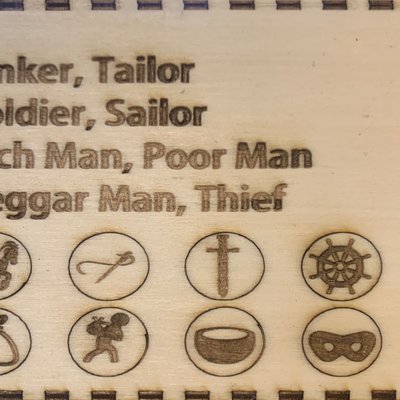 nker, Tailor
oldier, Sailor
ch Man, Poor Man
eggar Man, Thief